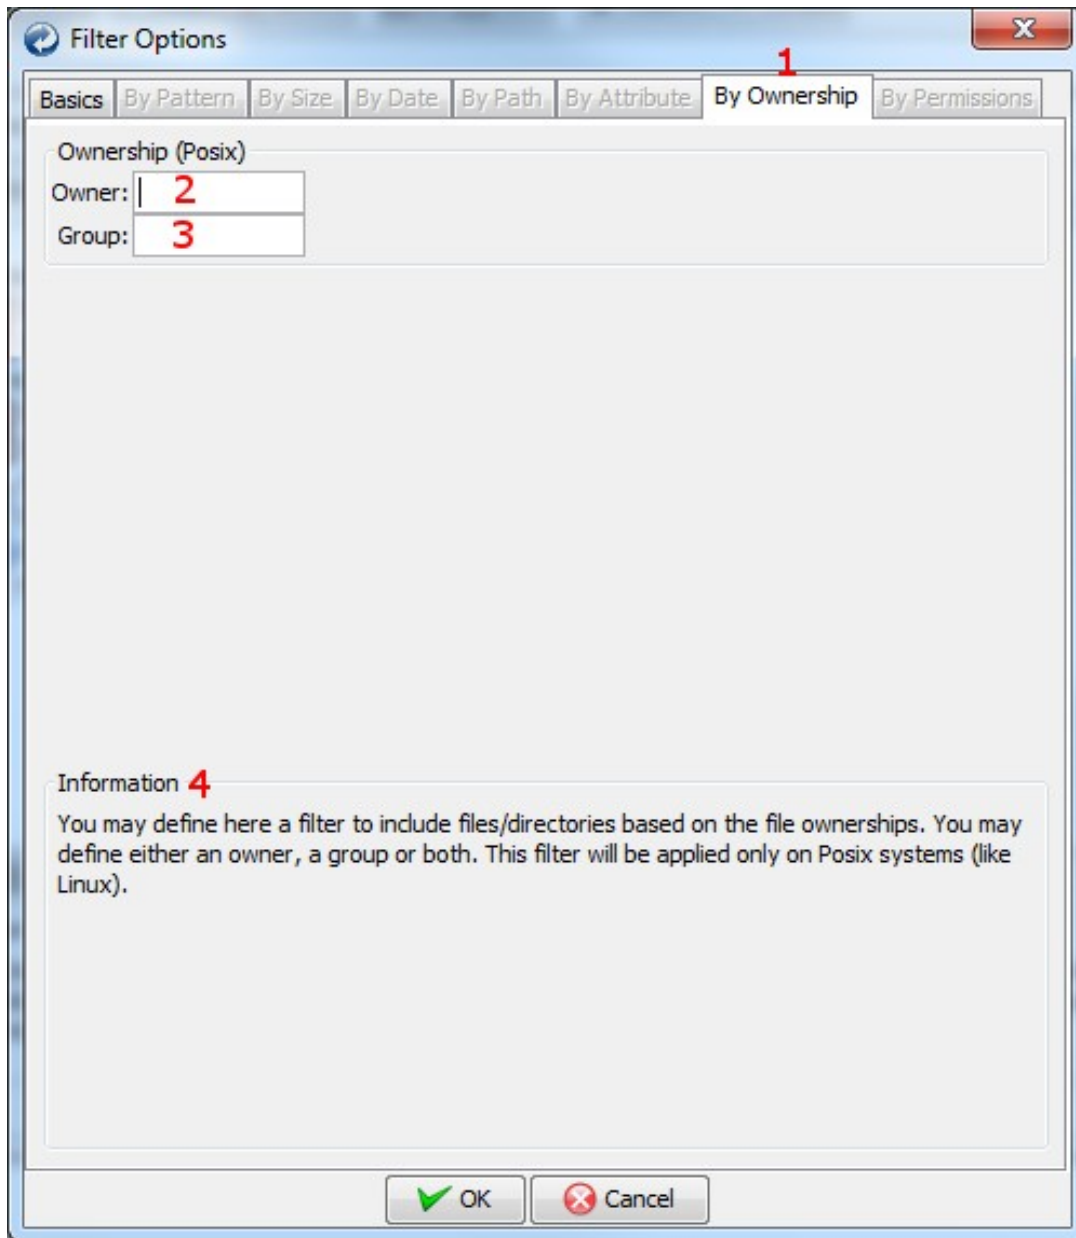 Filter Options
x
1
Basics By Pattern By Size By Date By Path By Attribute By Ownership By Permissions
Ownership (Posix)
Owner: 2
Group: 3
Information 4
You may define here a filter to include files/directories based on the file ownerships. You may
define either an owner, a group or both. This filter will be applied only on Posix systems (like
Linux).
OK Cancel